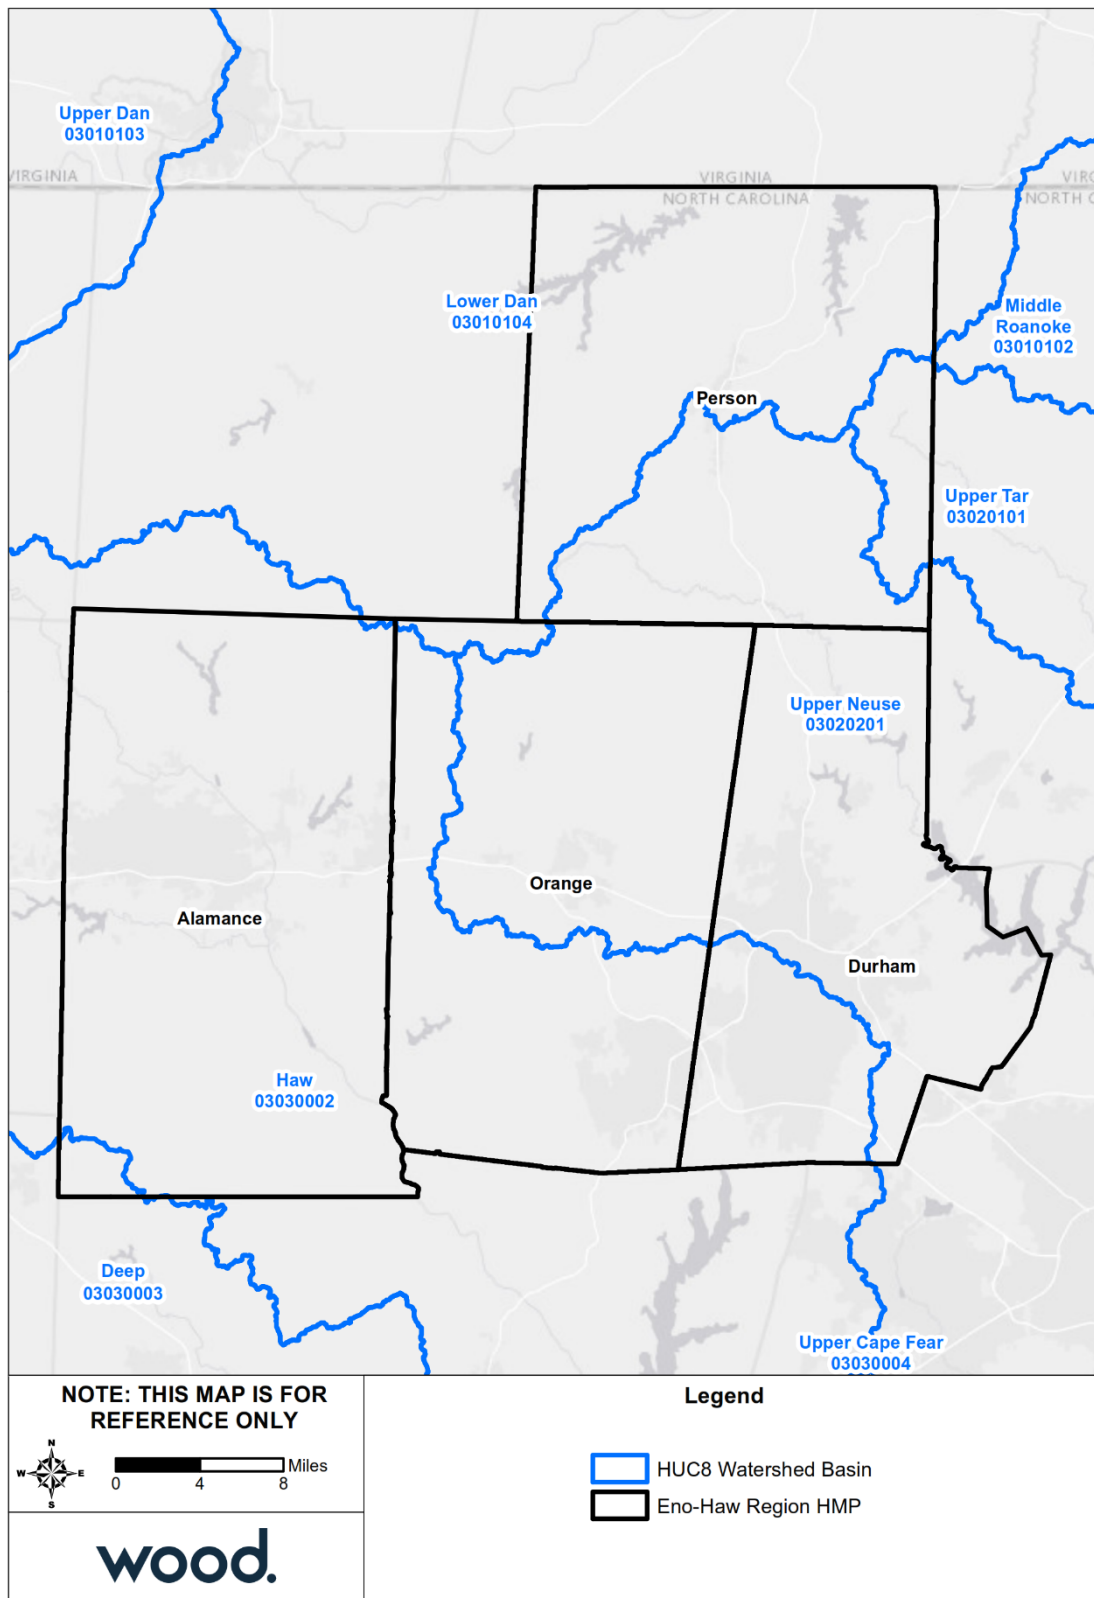 Upper Dan
03010103
VIRGINIA
VIRGINIA
NORTH CAROLINA
VIRG
NORTH C
Lower Dan
03010104
Middle
Roanoke
03010102
Person
Upper Tar
03020101
Upper Neuse
03020201
Orange
Alamance
Durham
Haw
03030002
Deep
03030003
Upper Cape Fear
03030004
NOTE: THIS MAP IS FOR
REFERENCE ONLY
N
W E
S
Miles
0 4 8
wood.
Legend
HUC8 Watershed Basin
Eno-Haw Region HMP